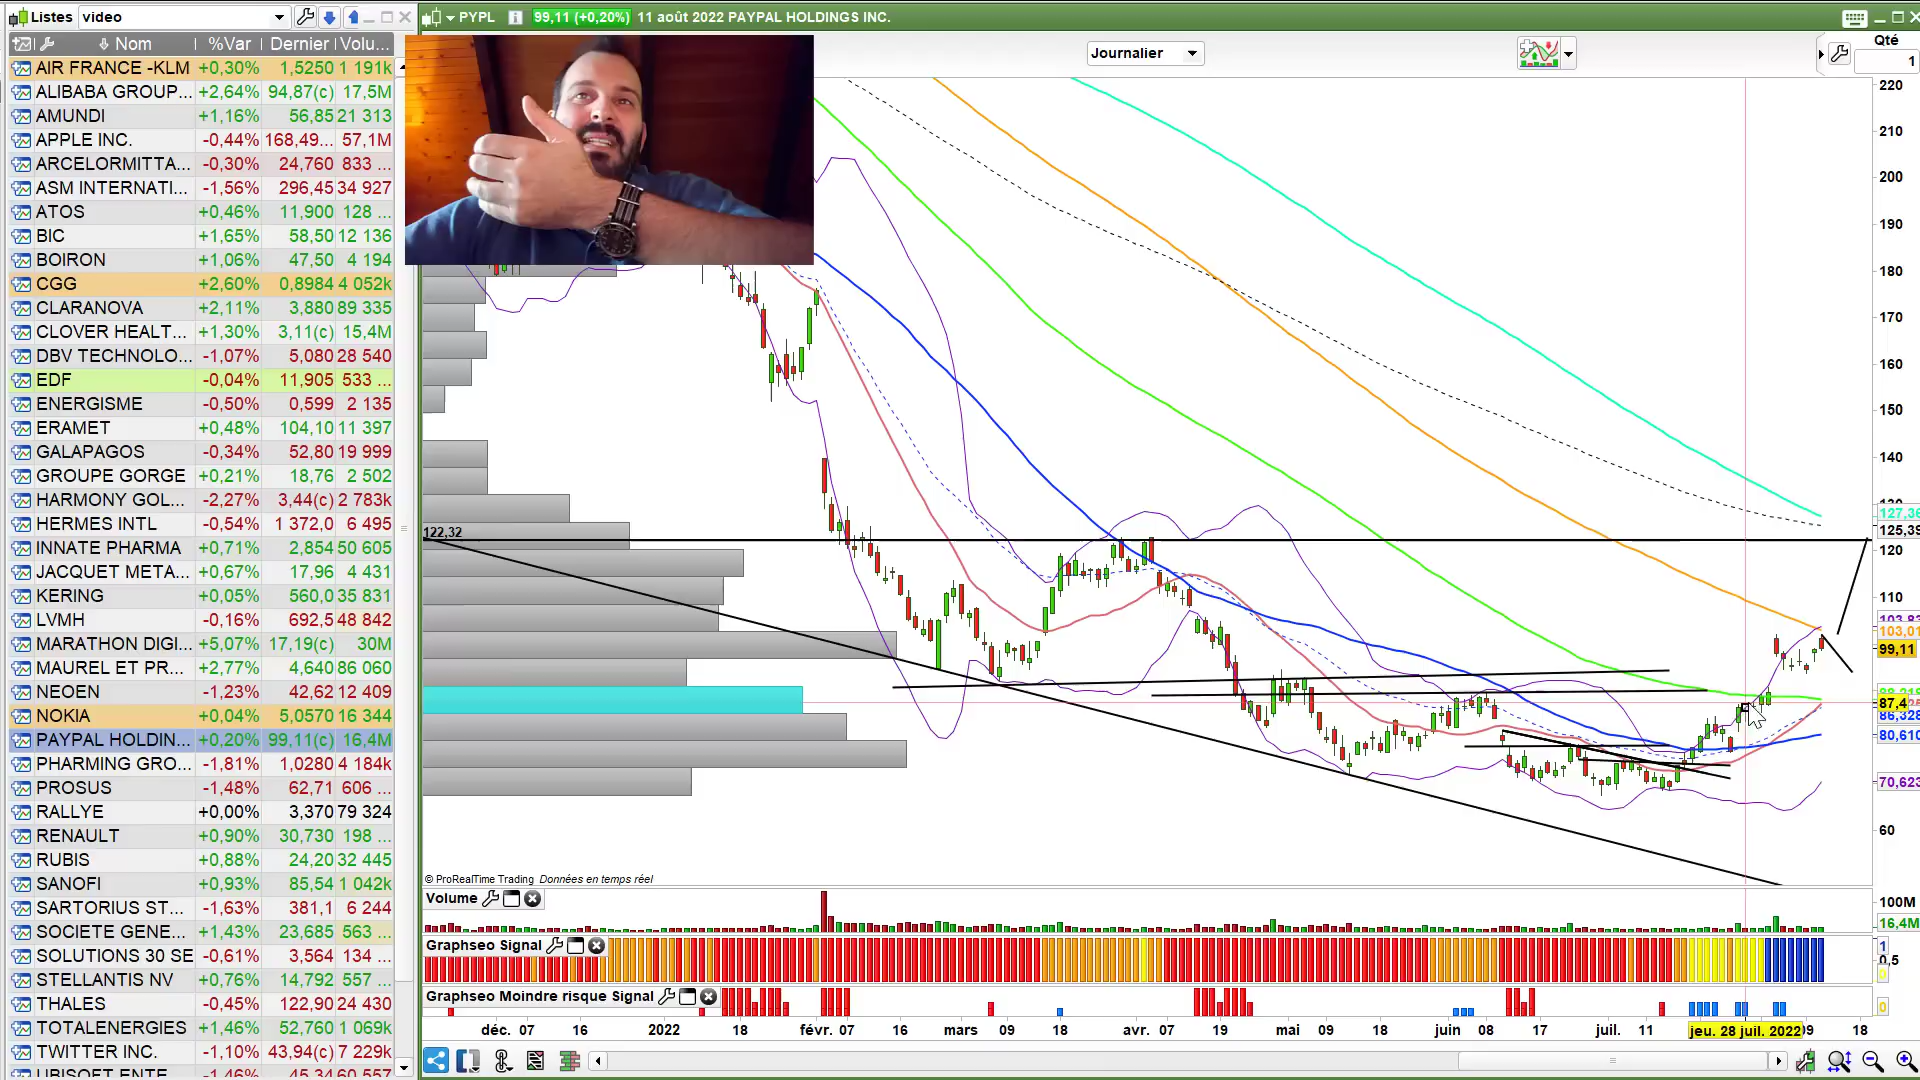 Listes video
PYPL 99,11 (+0,20%) 11 août 2022 PAYPAL HOLDINGS INC.
Nom %Var Dernier Volu...
AIR FRANCE -KLM +0,30% 1,5250 1 191k
ALIBABA GROUP... +2,64% 94,87(c) 17,5M
AMUNDI +1,16% 56,85 21 313
APPLE INC. -0,44% 168,49... 57,1M
ARCELORMITTA... -0,30% 24,760 833 ...
ASM INTERNATI... -1,56% 296,45 34 927
ATOS +0,46% 11,900 128 ...
BIC +1,65% 58,50 12 136
BOIRON +1,06% 47,50 4 194
CGG +2,60% 0,8984 4 052k
CLARANOVA +2,11% 3,880 89 335
CLOVER HEALT... +1,30% 3,11(c) 15,4M
DBV TECHNOLO... -1,07% 5,080 28 540
EDF -0,04% 11,905 533 ...
ENERGISME -0,50% 0,599 2 135
ERAMET +0,48% 104,10 11 397
GALAPAGOS -0,34% 52,80 19 999
GROUPE GORGE +0,21% 18,76 2 502
HARMONY GOL... -2,27% 3,44(c) 2 783k
HERMES INTL -0,54% 1 372,0 6 495
INNATE PHARMA +0,71% 2,854 50 605
JACQUET META... +0,67% 17,96 4 431
KERING +0,05% 560,0 35 831
LVMH -0,16% 692,5 48 842
MARATHON DIGI... +5,07% 17,19(c) 30M
MAUREL ET PR... +2,77% 4,640 86 060
NEOEN -1,23% 42,62 12 409
NOKIA +0,04% 5,0570 16 344
PAYPAL HOLDIN... +0,20% 99,11(c) 16,4M
PHARMING GRO... -1,81% 1,0280 4 184k
PROSUS -1,48% 62,71 606 ...
RALLYE +0,00% 3,370 79 324
RENAULT +0,90% 30,730 198 ...
RUBIS +0,88% 24,20 32 445
SANOFI +0,93% 85,54 1 042k
SARTORIUS ST... -1,63% 381,1 6 244
SOCIETE GENE... +1,43% 23,685 563 ...
SOLUTIONS 30 SE -0,61% 3,564 134 ...
STELLANTIS NV +0,76% 14,792 557 ...
THALES -0,45% 122,90 24 430
TOTALENERGIES +1,46% 52,760 1 069k
TWITTER INC. -1,10% 43,94(c) 7 229k
UBISOFT ENTE -1,46% 45,34 60 557
Journalier
Qté
1
220
210
200
190
180
170
160
150
140
127,36
125,39
122,32
120
110
103,01
99,11
87,4
86,328
80,610
70,623
60
© ProRealTime Trading Données en temps réel
Volume
100M
16,4M
Graphseo Signal
1
0,5
0
Graphseo Moindre risque Signal
0
déc. 07 16 2022 18 févr. 07 16 mars 09 18 avr. 07 19 mai 09 18 juin 08 17 juil. 11 jeu. 28 juil. 2022 09 18